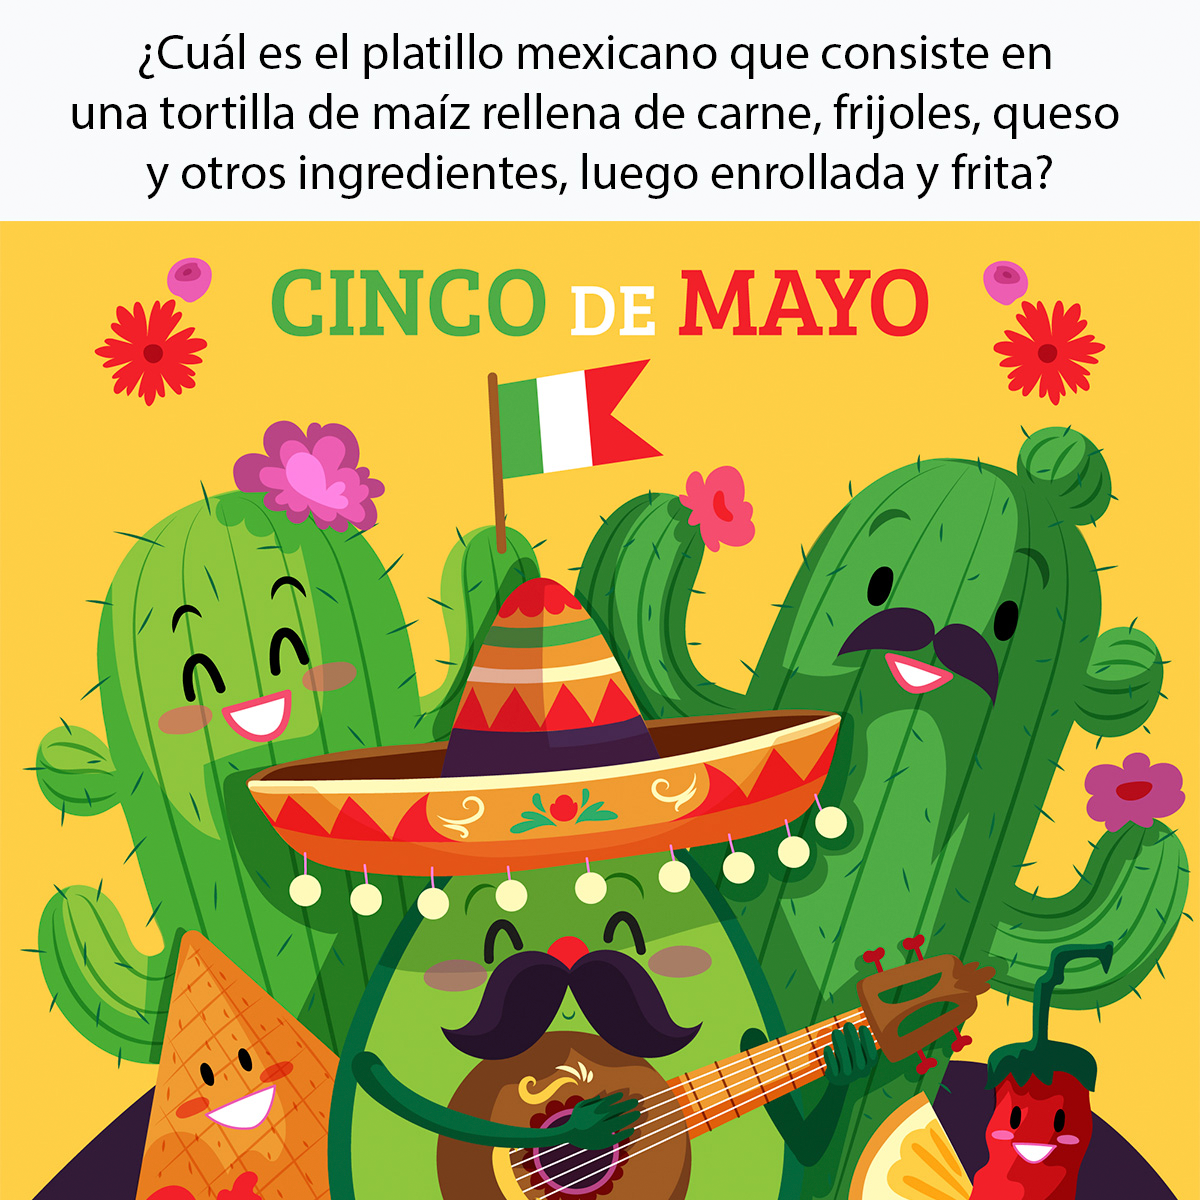 ¿Cuál es el platillo mexicano que consiste en
una tortilla de maíz rellena de carne, frijoles, queso
y otros ingredientes, luego enrollada y frita?
CINCO DE MAYO